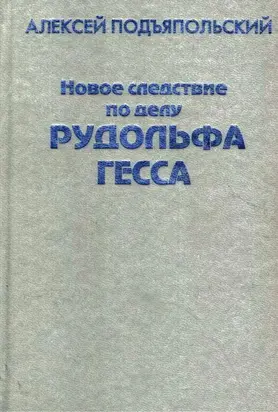 АЛЕКСЕЙ ПОДЪЯПОЛЬСКИЙ
Новое следствие
по делу
РУДОЛЬФА
ГЕССА